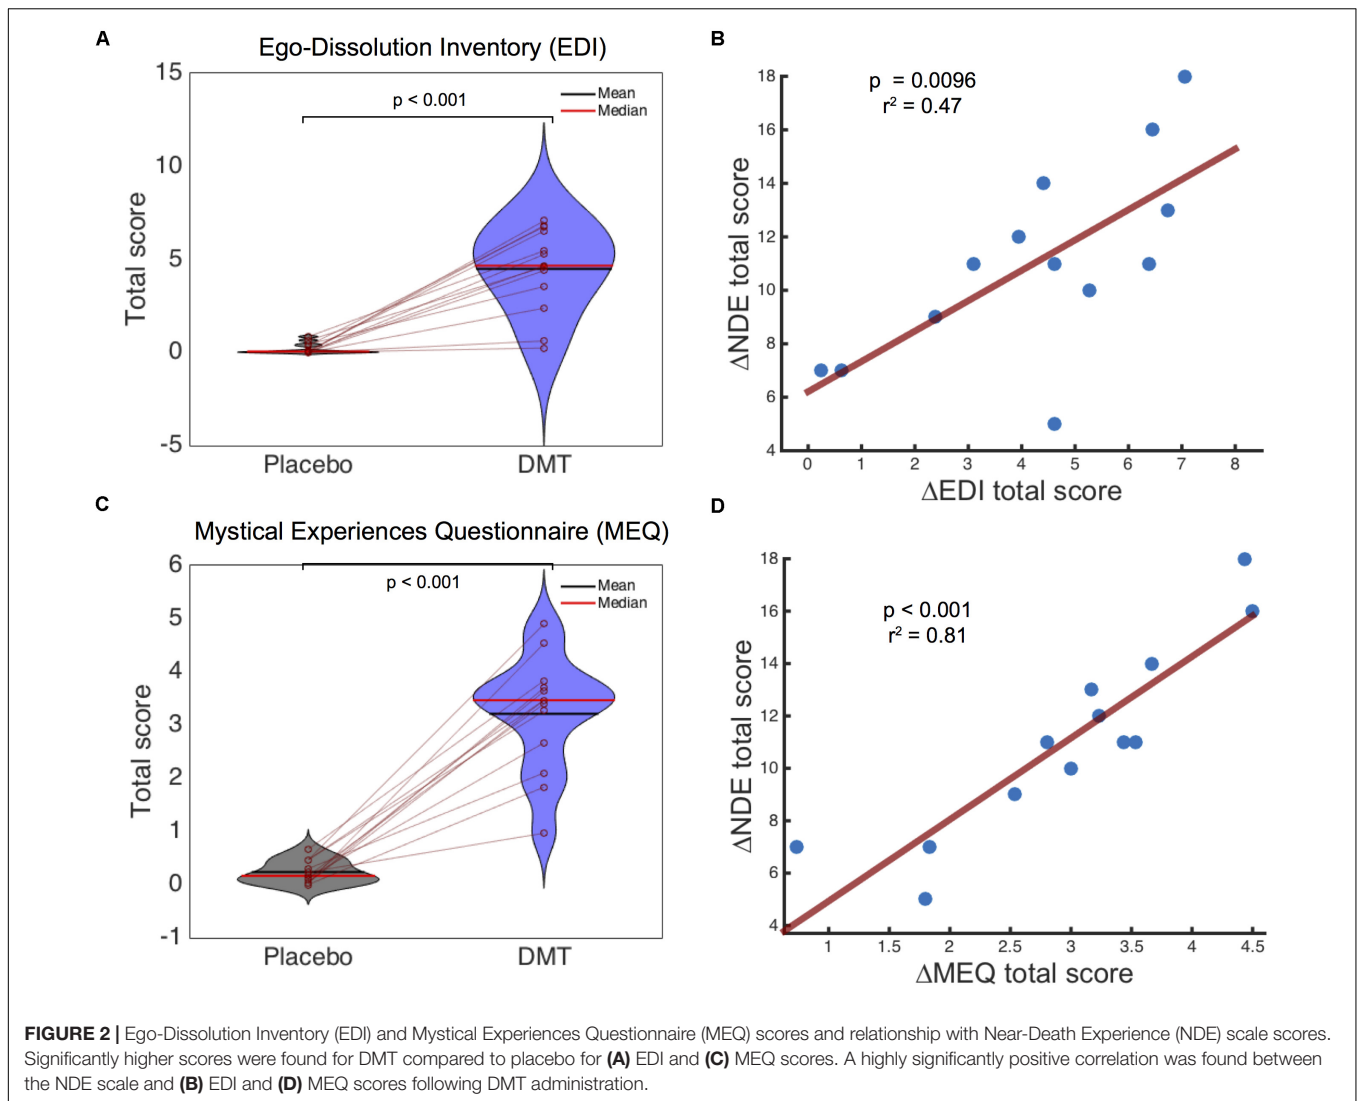 A
Ego-Dissolution Inventory (EDI)
15
10
5
0
-5
Total score
p < 0.001
Mean
Median
Placebo
DMT
B
p = 0.0096
r² = 0.47
18
16
14
12
10
8
6
4
ΔNDE total score
0 1 2 3 4 5 6 7 8
ΔEDI total score
C
Mystical Experiences Questionnaire (MEQ)
6
5
4
3
2
1
0
-1
Total score
p < 0.001
Mean
Median
Placebo
DMT
D
p < 0.001
r² = 0.81
18
16
14
12
10
8
6
4
ΔNDE total score
1 1.5 2 2.5 3 3.5 4 4.5
ΔMEQ total score
FIGURE 2 | Ego-Dissolution Inventory (EDI) and Mystical Experiences Questionnaire (MEQ) scores and relationship with Near-Death Experience (NDE) scale scores.
Significantly higher scores were found for DMT compared to placebo for (A) EDI and (C) MEQ scores. A highly significantly positive correlation was found between
the NDE scale and (B) EDI and (D) MEQ scores following DMT administration.